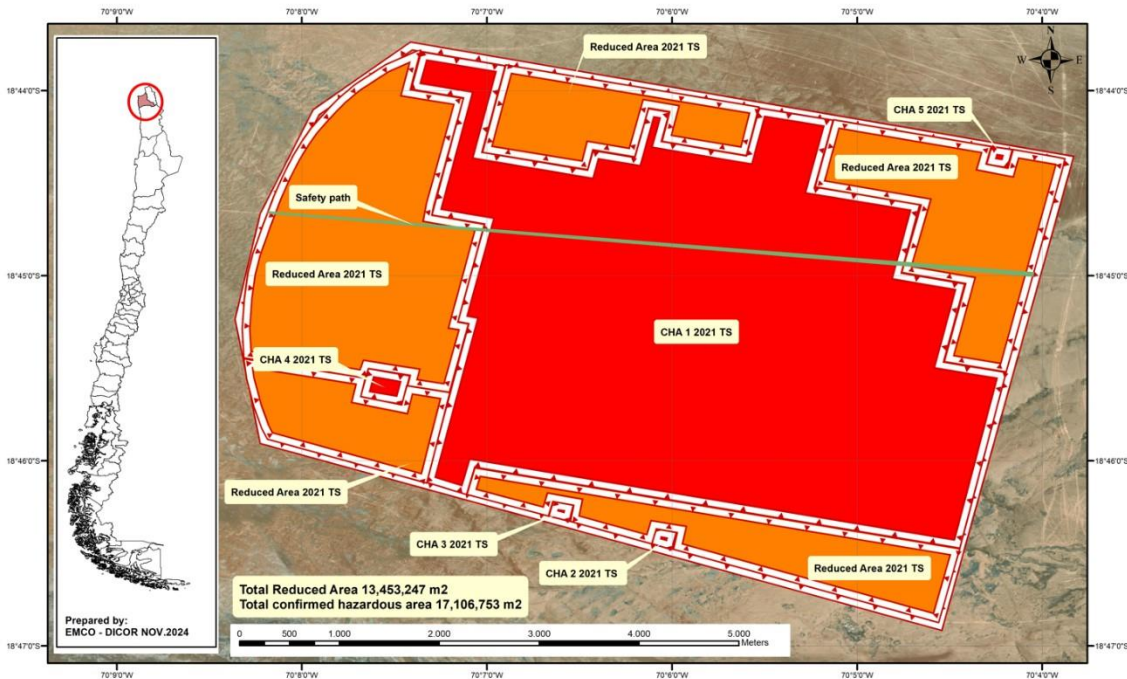 70°9'0"W 70°8'0"W 70°7'0"W 70°6'0"W 70°5'0"W 70°4'0"W
N
W E
S
18°44'0"S 18°44'0"S
Reduced Area 2021 TS
CHA 5 2021 TS
Reduced Area 2021 TS
Safety path
18°45'0"S 18°45'0"S
Reduced Area 2021 TS
CHA 1 2021 TS
CHA 4 2021 TS
18°46'0"S 18°46'0"S
Reduced Area 2021 TS
CHA 3 2021 TS
CHA 2 2021 TS
Reduced Area 2021 TS
Total Reduced Area 13,453,247 m2
Total confirmed hazardous area 17,106,753 m2
Prepared by:
EMCO - DICOR NOV.2024
0 500 1.000 2.000 3.000 4.000 5.000
Meters
18°47'0"S 18°47'0"S
70°9'0"W 70°8'0"W 70°7'0"W 70°6'0"W 70°5'0"W 70°4'0"W